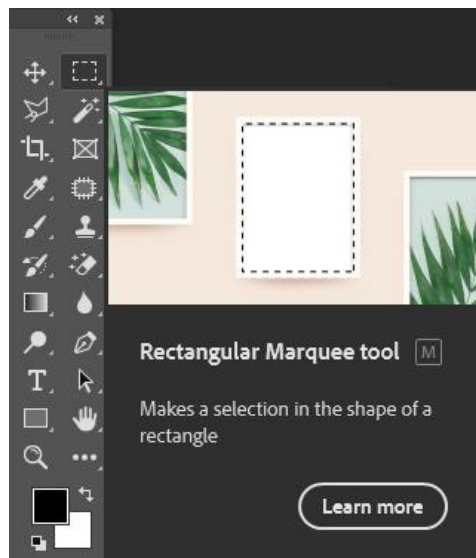 Rectangular Marquee tool M
Makes a selection in the shape of a
rectangle
Learn more